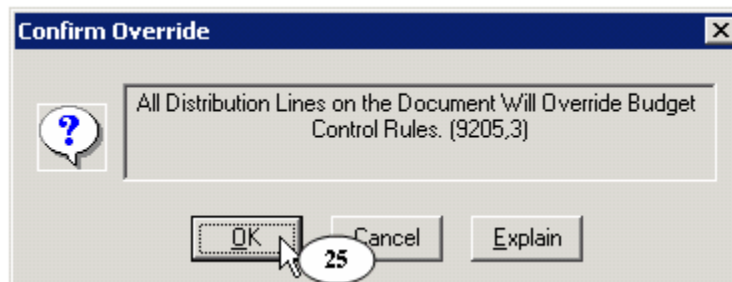 Confirm Override
All Distribution Lines on the Document Will Override Budget
Control Rules. (9205,3)
OK
25
Cancel
Explain